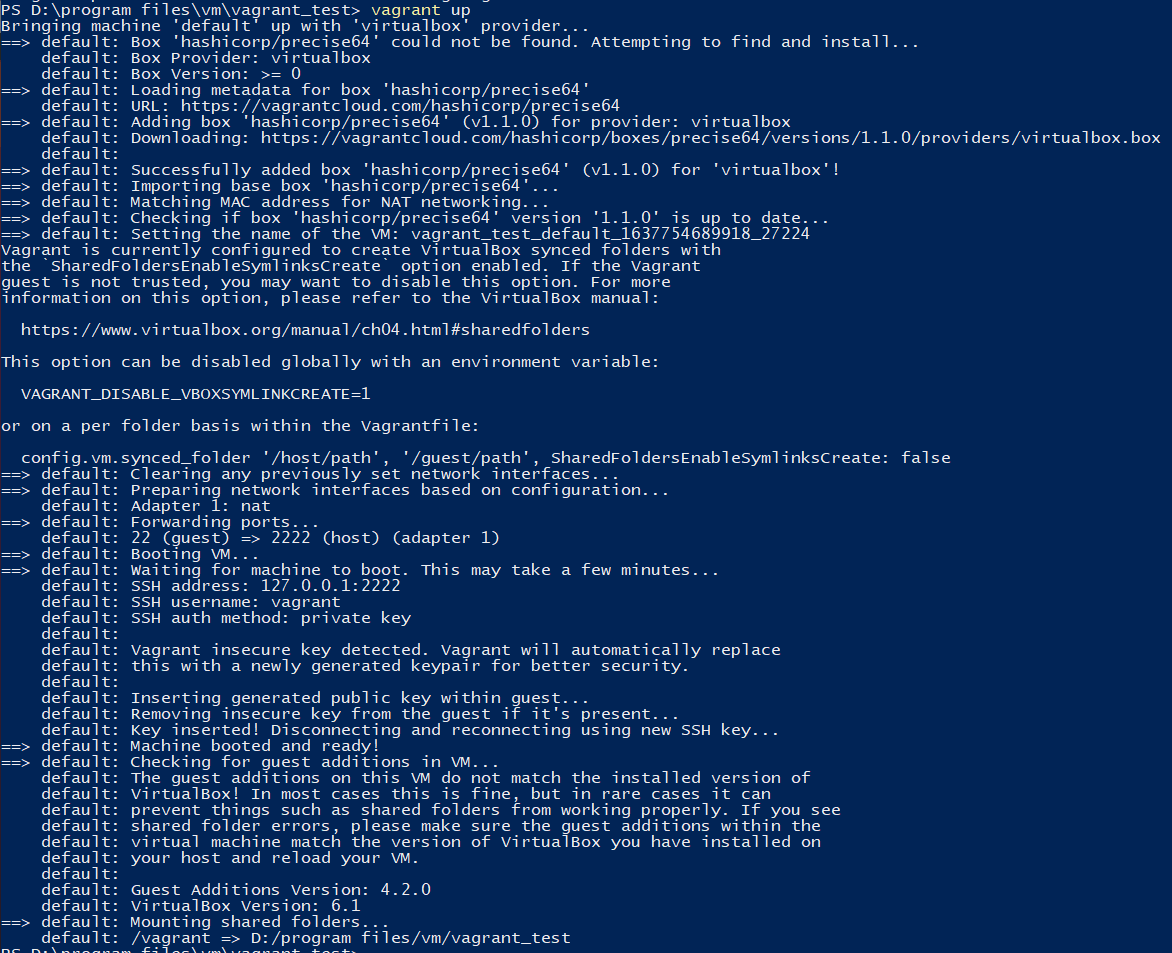 PS D:\program files\vm\vagrant_test> vagrant up
Bringing machine 'default' up with 'virtualbox' provider...
==> default: Box 'hashicorp/precise64' could not be found. Attempting to find and install...
    default: Box Provider: virtualbox
    default: Box Version: >= 0
==> default: Loading metadata for box 'hashicorp/precise64'
    default: URL: https://vagrantcloud.com/hashicorp/precise64
==> default: Adding box 'hashicorp/precise64' (v1.1.0) for provider: virtualbox
    default: Downloading: https://vagrantcloud.com/hashicorp/boxes/precise64/versions/1.1.0/providers/virtualbox.box
    default:
==> default: Successfully added box 'hashicorp/precise64' (v1.1.0) for 'virtualbox'!
==> default: Importing base box 'hashicorp/precise64'...
==> default: Matching MAC address for NAT networking...
==> default: Checking if box 'hashicorp/precise64' version '1.1.0' is up to date...
==> default: Setting the name of the VM: vagrant_test_default_1637754689918_27224
Vagrant is currently configured to create VirtualBox synced folders with
the `SharedFoldersEnableSymlinksCreate` option enabled. If the Vagrant
guest is not trusted, you may want to disable this option. For more
information on this option, please refer to the VirtualBox manual:

  https://www.virtualbox.org/manual/ch04.html#sharedfolders

This option can be disabled globally with an environment variable:

  VAGRANT_DISABLE_VBOXSYMLINKCREATE=1

or on a per folder basis within the Vagrantfile:

  config.vm.synced_folder '/host/path', '/guest/path', SharedFoldersEnableSymlinksCreate: false
==> default: Clearing any previously set network interfaces...
==> default: Preparing network interfaces based on configuration...
    default: Adapter 1: nat
==> default: Forwarding ports...
    default: 22 (guest) => 2222 (host) (adapter 1)
==> default: Booting VM...
==> default: Waiting for machine to boot. This may take a few minutes...
    default: SSH address: 127.0.0.1:2222
    default: SSH username: vagrant
    default: SSH auth method: private key
    default:
    default: Vagrant insecure key detected. Vagrant will automatically replace
    default: this with a newly generated keypair for better security.
    default:
    default: Inserting generated public key within guest...
    default: Removing insecure key from the guest if it's present...
    default: Key inserted! Disconnecting and reconnecting using new SSH key...
==> default: Machine booted and ready!
==> default: Checking for guest additions in VM...
    default: The guest additions on this VM do not match the installed version of
    default: VirtualBox! In most cases this is fine, but in rare cases it can
    default: prevent things such as shared folders from working properly. If you see
    default: shared folder errors, please make sure the guest additions within the
    default: virtual machine match the version of VirtualBox you have installed on
    default: your host and reload your VM.
    default:
    default: Guest Additions Version: 4.2.0
    default: VirtualBox Version: 6.1
==> default: Mounting shared folders...
    default: /vagrant => D:/program files/vm/vagrant_test
PS D:\program files\vm\vagrant_test>